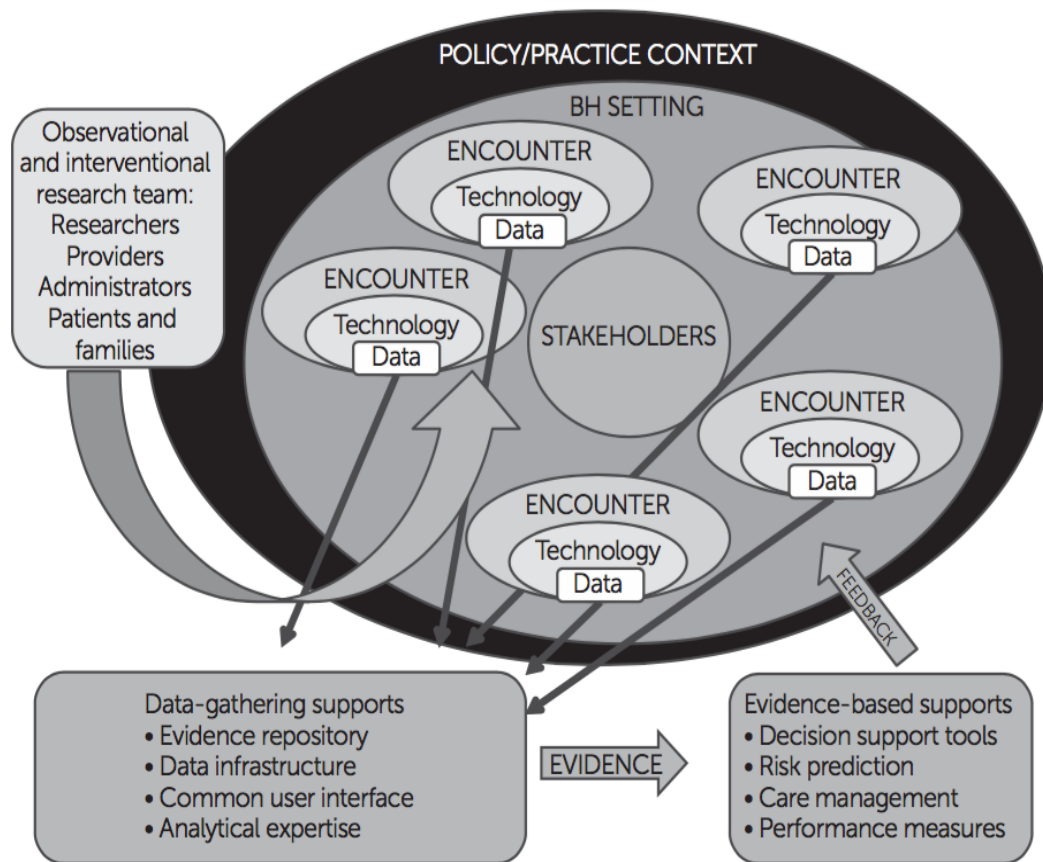 POLICY/PRACTICE CONTEXT
BH SETTING
Observational
and interventional
research team:
Researchers
Providers
Administrators
Patients and
families
ENCOUNTER
Technology
Data
ENCOUNTER
Technology
Data
ENCOUNTER
Technology
Data
STAKEHOLDERS
ENCOUNTER
Technology
Data
ENCOUNTER
Technology
Data
FEEDBACK
Data-gathering supports
• Evidence repository
• Data infrastructure
• Common user interface
• Analytical expertise
EVIDENCE
Evidence-based supports
• Decision support tools
• Risk prediction
• Care management
• Performance measures